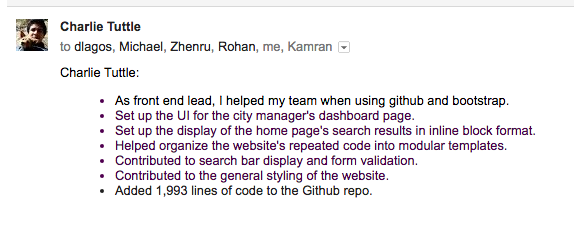 Charlie Tuttle
to dlagos, Michael, Zhenru, Rohan, me, Kamran
Charlie Tuttle:
• As front end lead, I helped my team when using github and bootstrap.
• Set up the UI for the city manager's dashboard page.
• Set up the display of the home page's search results in inline block format.
• Helped organize the website's repeated code into modular templates.
• Contributed to search bar display and form validation.
• Contributed to the general styling of the website.
• Added 1,993 lines of code to the Github repo.